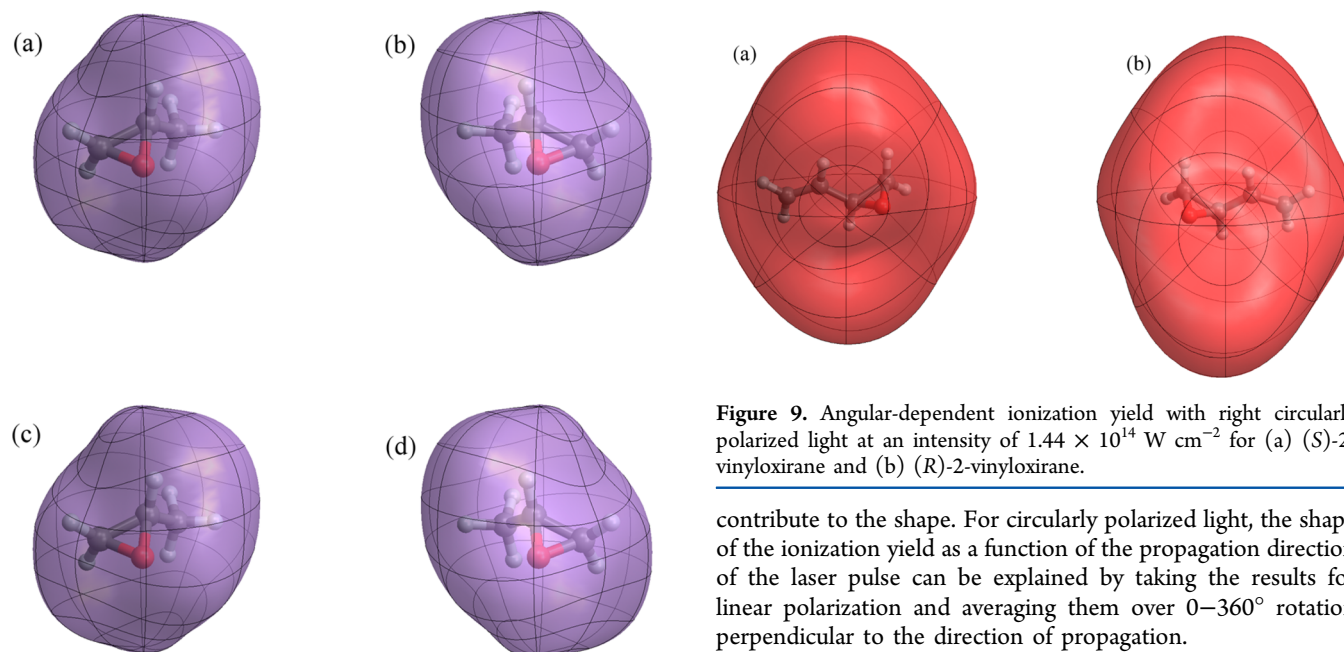 (a)
(b)
(c)
(d)
(a)
(b)
Figure 9. Angular-dependent ionization yield with right circularl
polarized light at an intensity of 1.44 × 10¹⁴ W cm⁻² for (a) (S)-2
vinyloxirane and (b) (R)-2-vinyloxirane.
contribute to the shape. For circularly polarized light, the shap
of the ionization yield as a function of the propagation direction
of the laser pulse can be explained by taking the results fo
linear polarization and averaging them over 0−360° rotation
perpendicular to the direction of propagation.